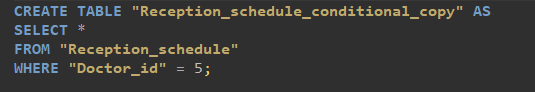 CREATE TABLE "Reception_schedule_conditional_copy" AS
SELECT *
FROM "Reception_schedule"
WHERE "Doctor_id" = 5;